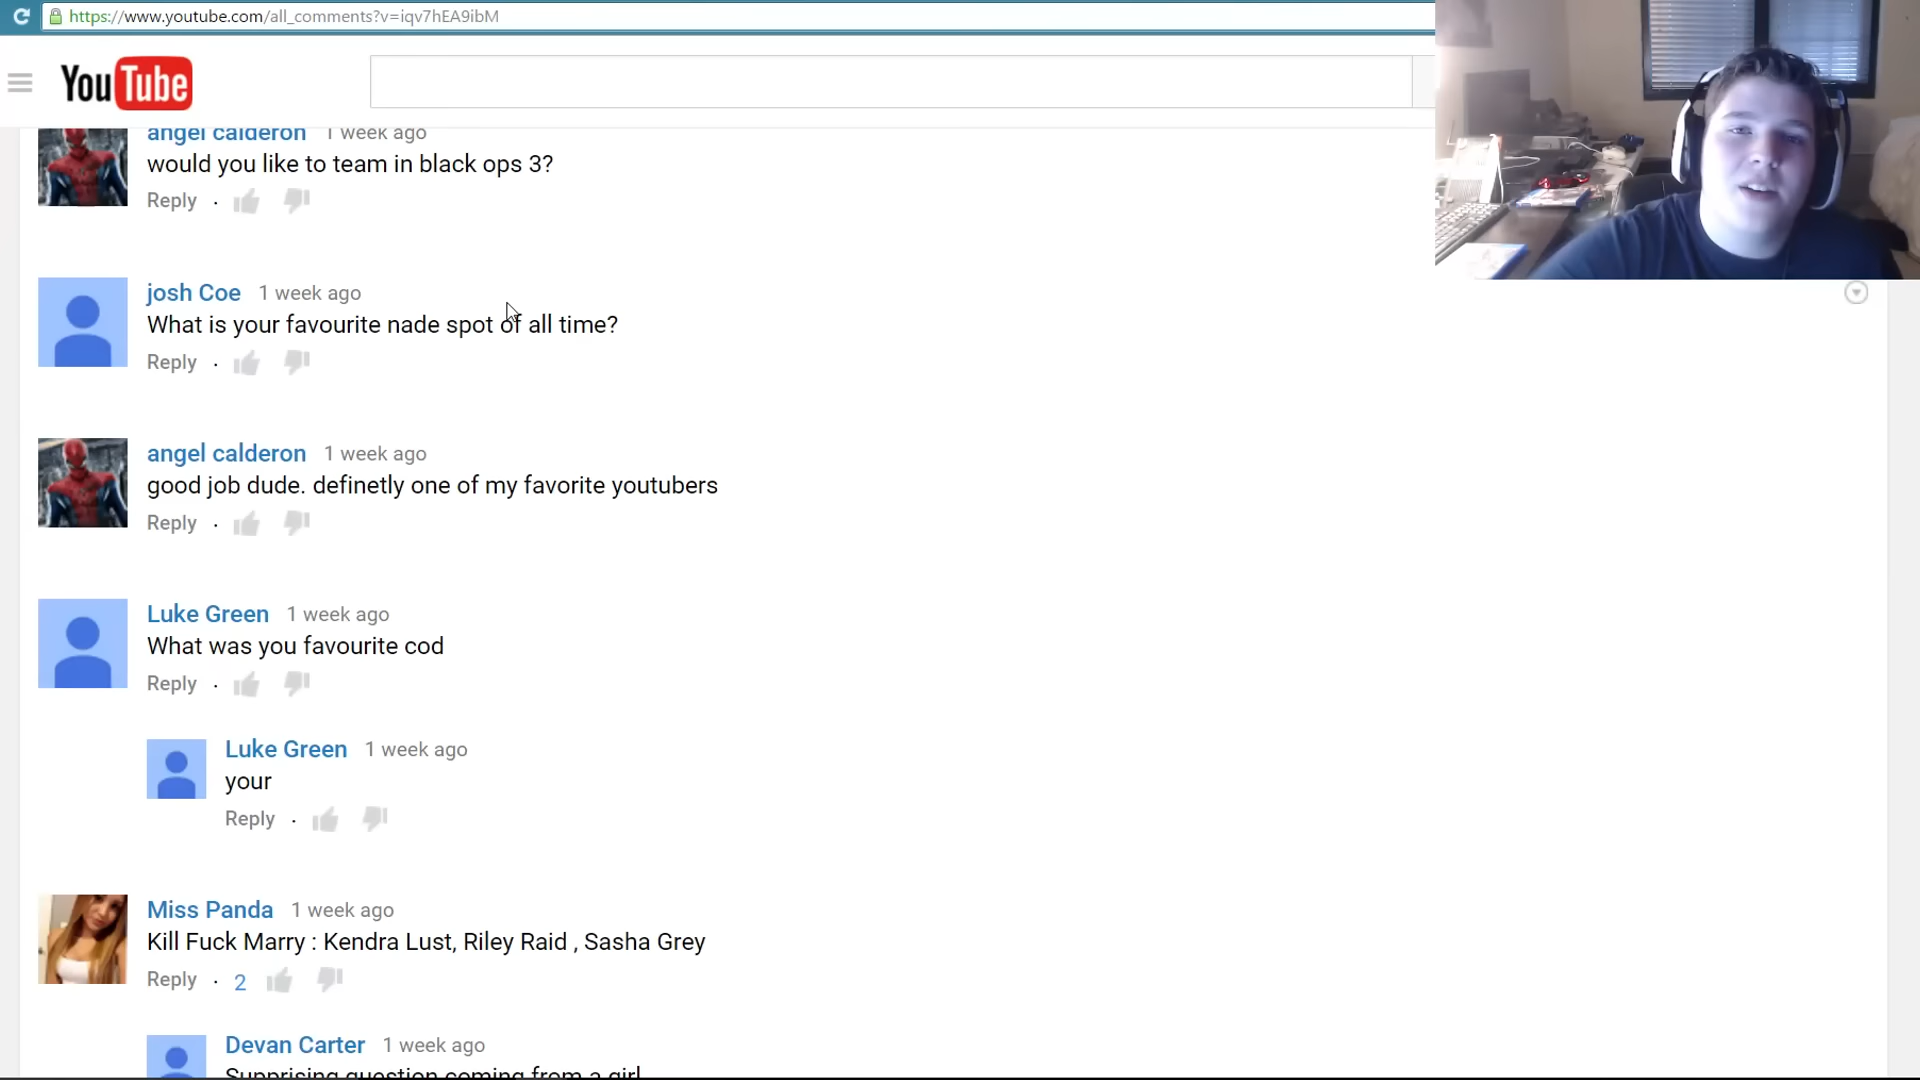 https://www.youtube.com/all_comments?v=iqv7hEA9ibM
YouTube
angel calderon 1 week ago
would you like to team in black ops 3?
Reply ·
josh Coe 1 week ago
What is your favourite nade spot of all time?
Reply ·
angel calderon 1 week ago
good job dude. definetly one of my favorite youtubers
Reply ·
Luke Green 1 week ago
What was you favourite cod
Reply ·
Luke Green 1 week ago
your
Reply ·
Miss Panda 1 week ago
Kill Fuck Marry : Kendra Lust, Riley Raid , Sasha Grey
Reply · 2
Devan Carter 1 week ago
Supprising question coming from a girl